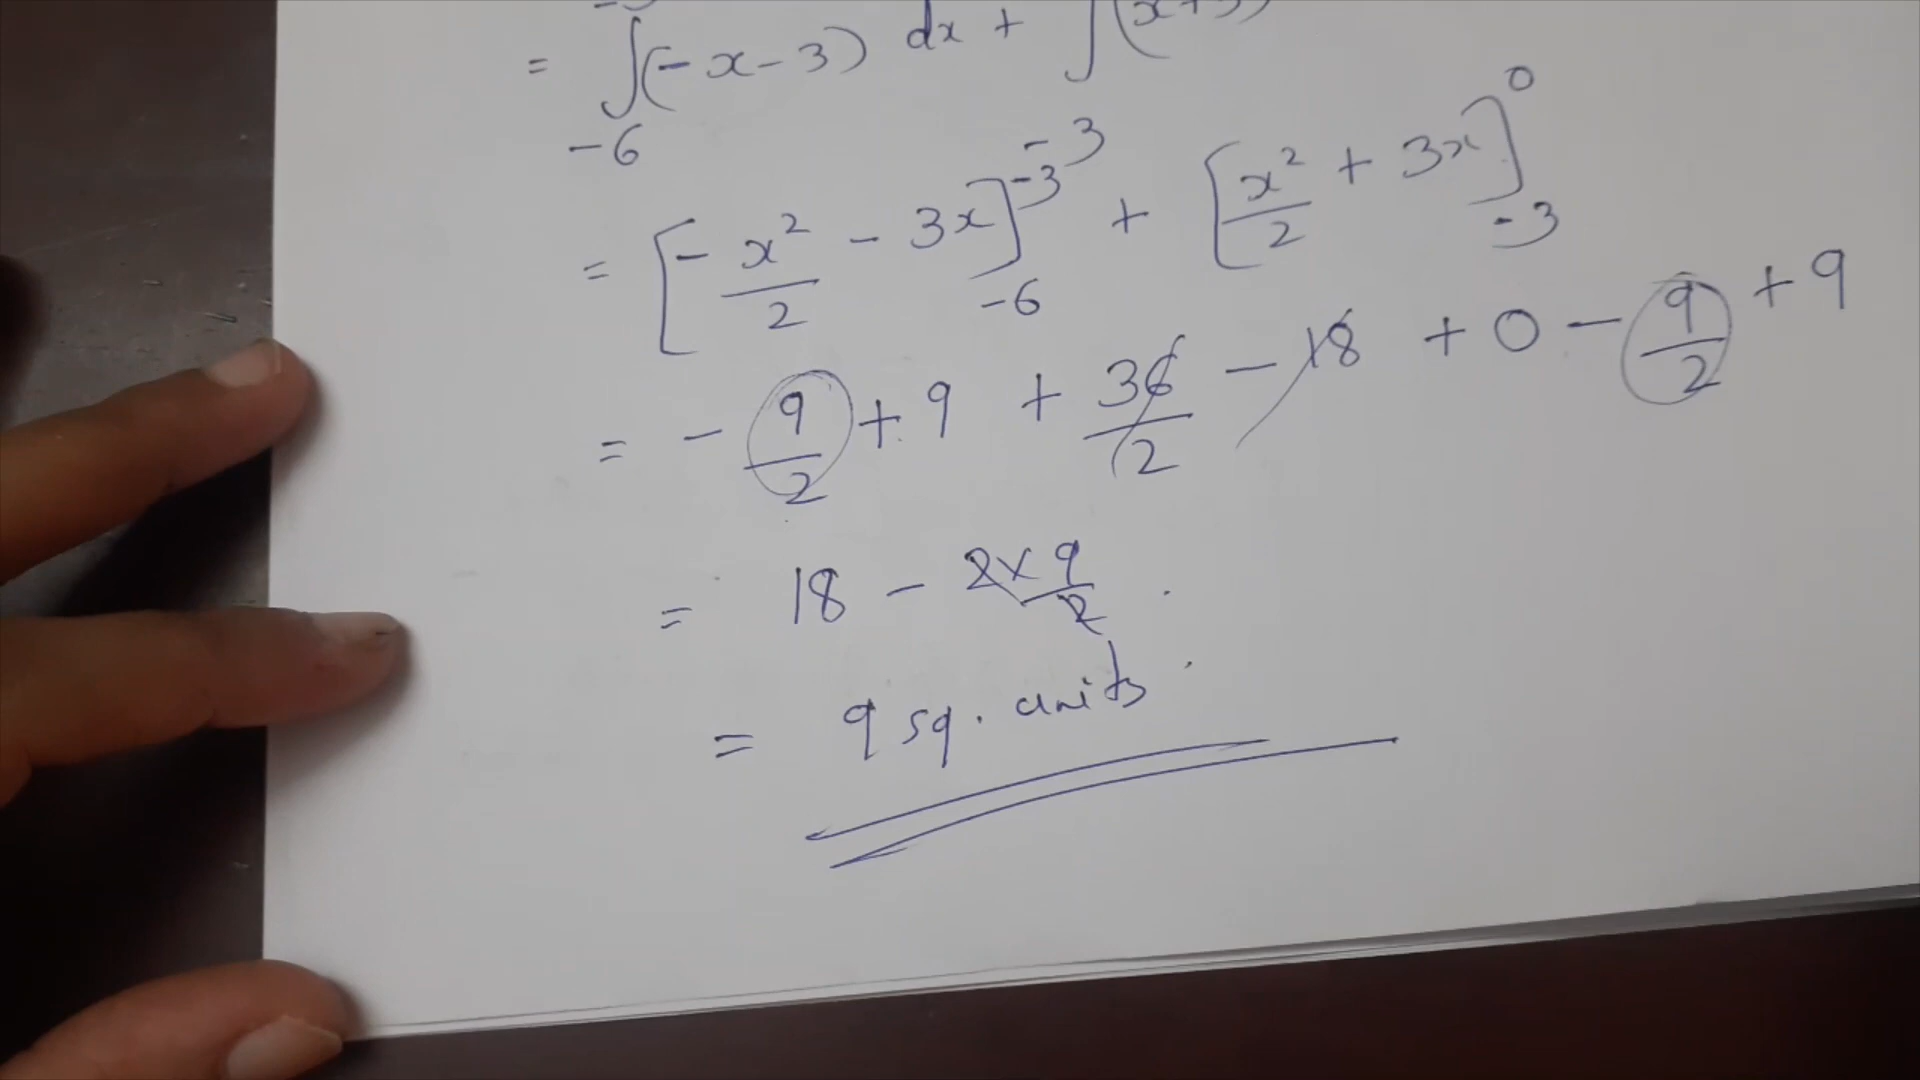 = ∫(-x-3) dx + ∫(x+3)
-6
= [-x²/2 - 3x]-3 -3 -6 + [x²/2 + 3x]0 -3
= - 9/2 + 9 + 36/2 - 18 + 0 - 9/2 + 9
= 18 - 2×9/2
= 9 sq. units